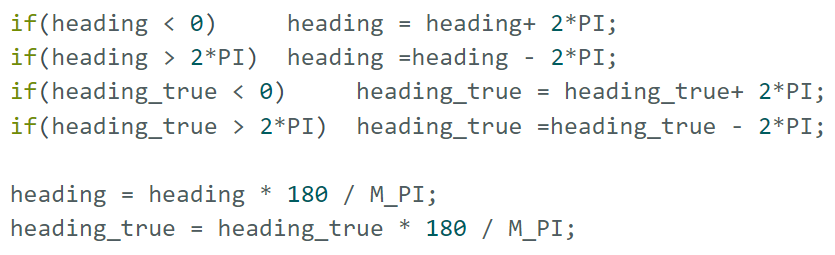 if(heading < 0)     heading = heading+ 2*PI;
if(heading > 2*PI)  heading =heading - 2*PI;
if(heading_true < 0)     heading_true = heading_true+ 2*PI;
if(heading_true > 2*PI)  heading_true =heading_true - 2*PI;

heading = heading * 180 / M_PI;
heading_true = heading_true * 180 / M_PI;